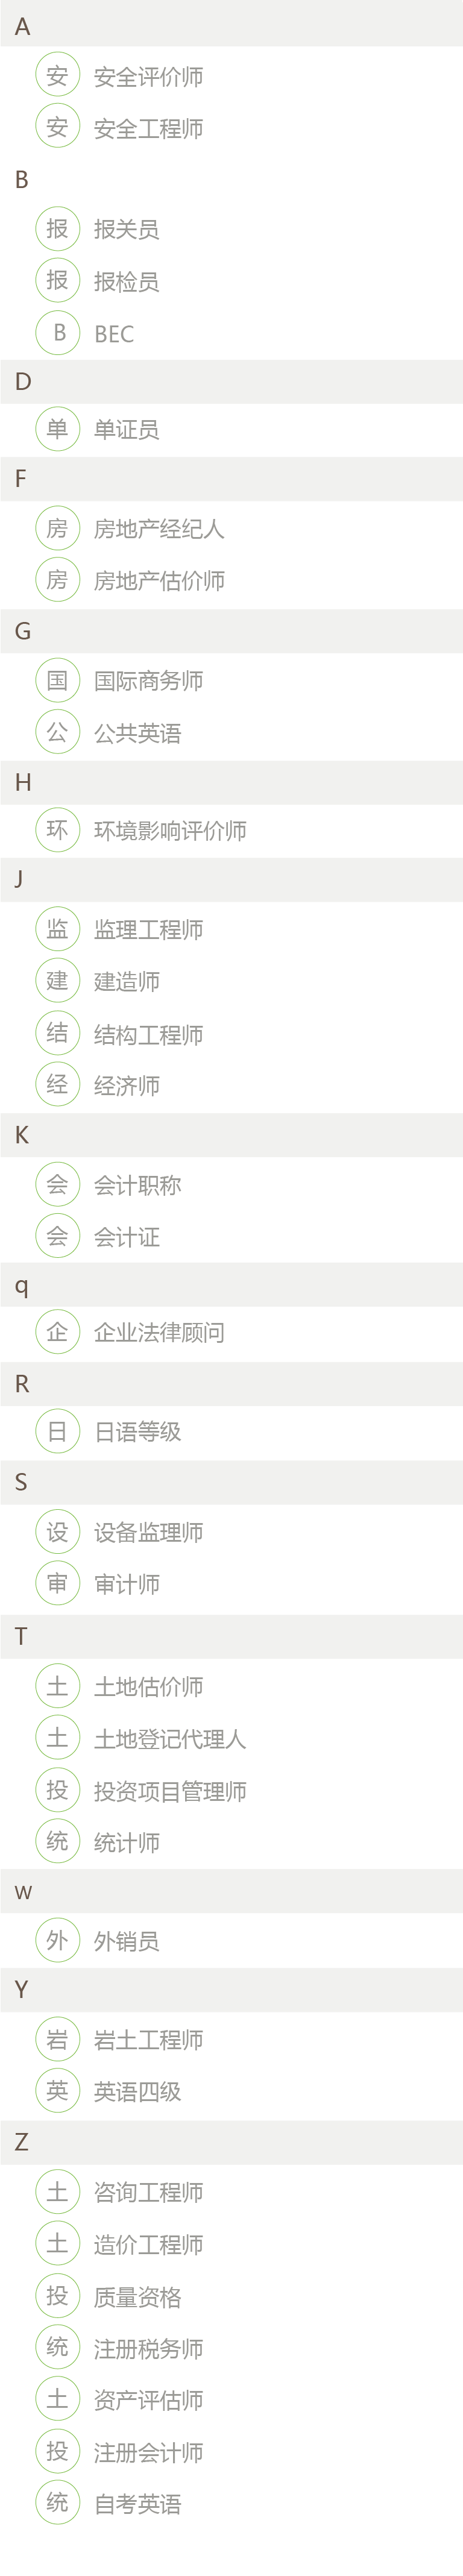 A
安 安全评价师
安 安全工程师
B
报 报关员
报 报检员
B BEC
D
单 单证员
F
房 房地产经纪人
房 房地产估价师
G
国 国际商务师
公 公共英语
H
环 环境影响评价师
J
监 监理工程师
建 建造师
结 结构工程师
经 经济师
K
会 会计职称
会 会计证
q
企 企业法律顾问
R
日 日语等级
S
设 设备监理师
审 审计师
T
土 土地估价师
土 土地登记代理人
投 投资项目管理师
统 统计师
w
外 外销员
Y
岩 岩土工程师
英 英语四级
Z
土 咨询工程师
土 造价工程师
投 质量资格
统 注册税务师
土 资产评估师
投 注册会计师
统 自考英语